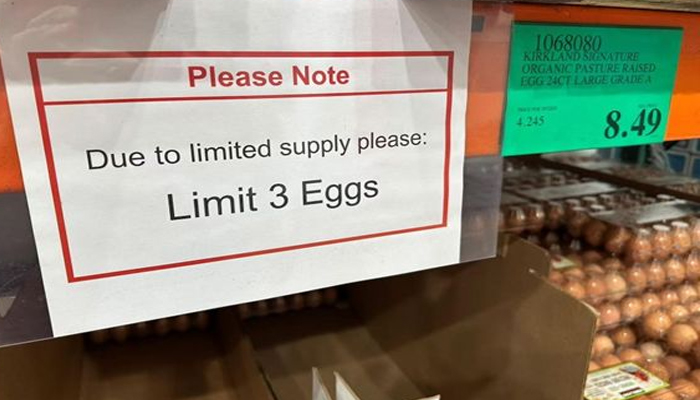 Please Note
Due to limited supply please:
Limit 3 Eggs
1068080
KIRKLAND SIGNATURE
ORGANIC PASTURE RAISED
EGG 24CT LARGE GRADE A
4.245
8.49